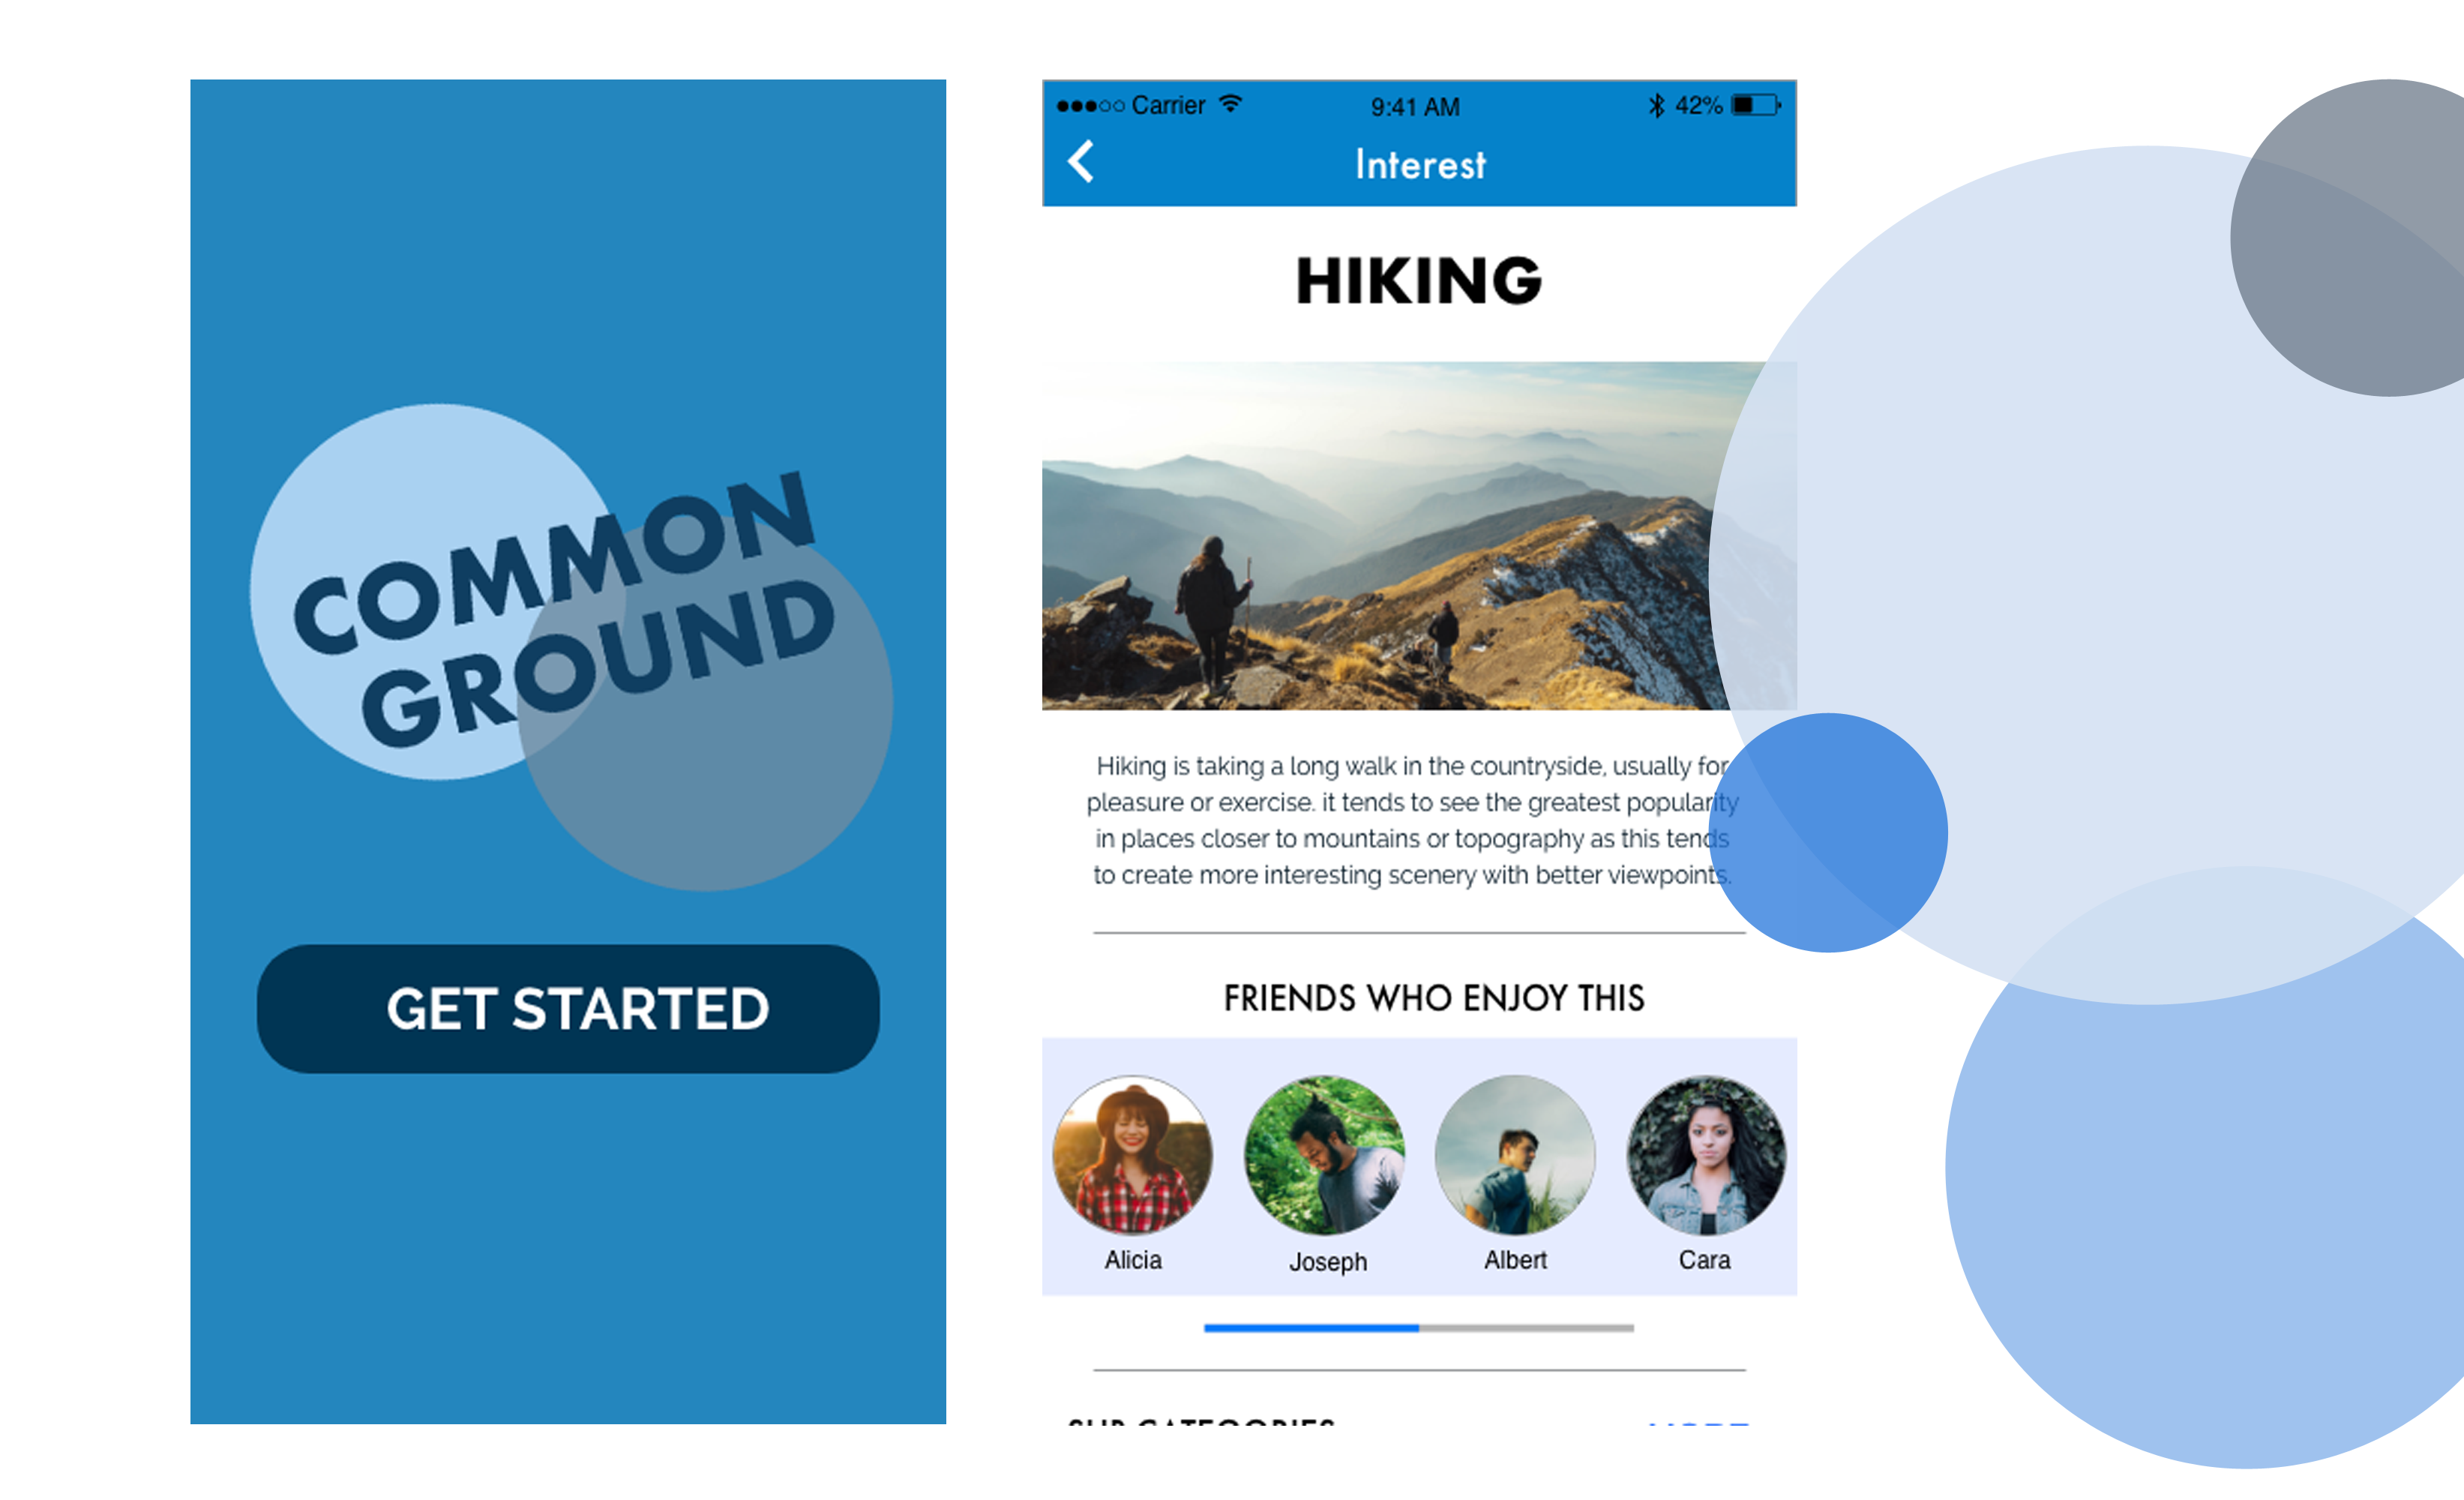 COMMON
GROUND
GET STARTED
Carrier 9:41 AM 42%
Interest
HIKING
Hiking is taking a long walk in the countryside, usually for
pleasure or exercise. it tends to see the greatest popularity
in places closer to mountains or topography as this tends
to create more interesting scenery with better viewpoints.
FRIENDS WHO ENJOY THIS
Alicia Joseph Albert Cara
SUB CATEGORIES MORE